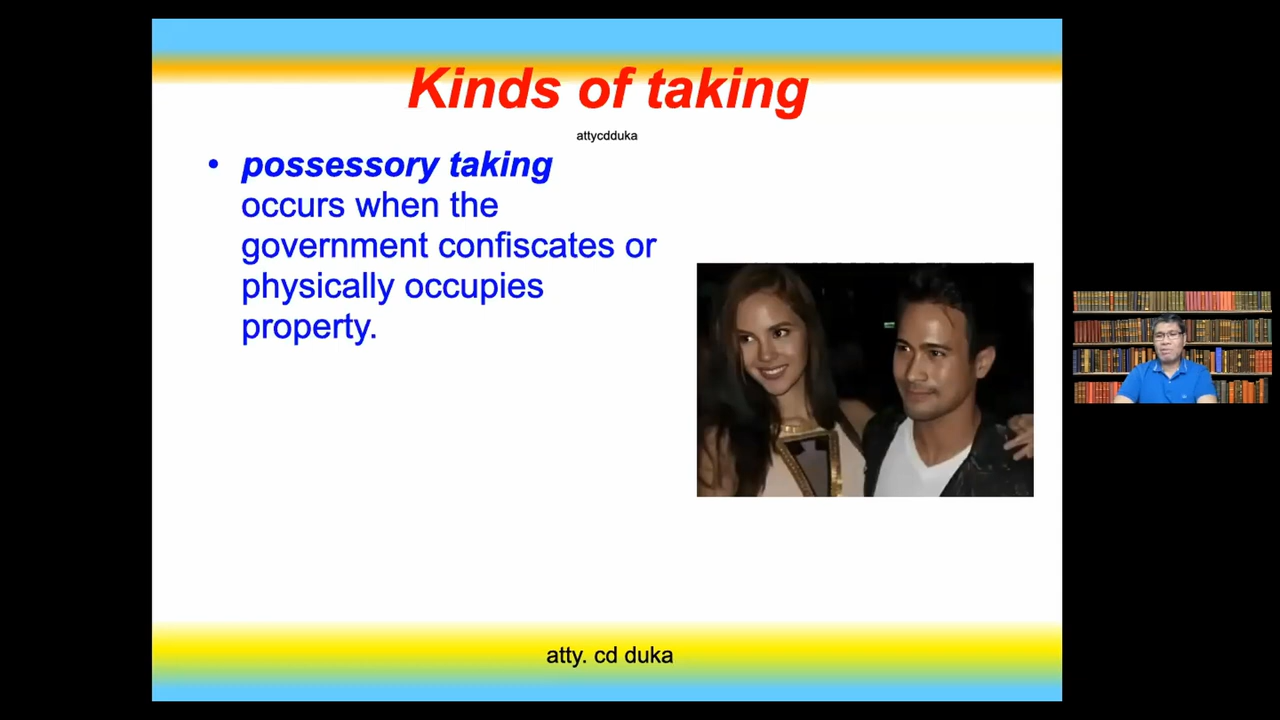 Kinds of taking
attycdduka
• possessory taking
occurs when the
government confiscates or
physically occupies
property.
atty. cd duka